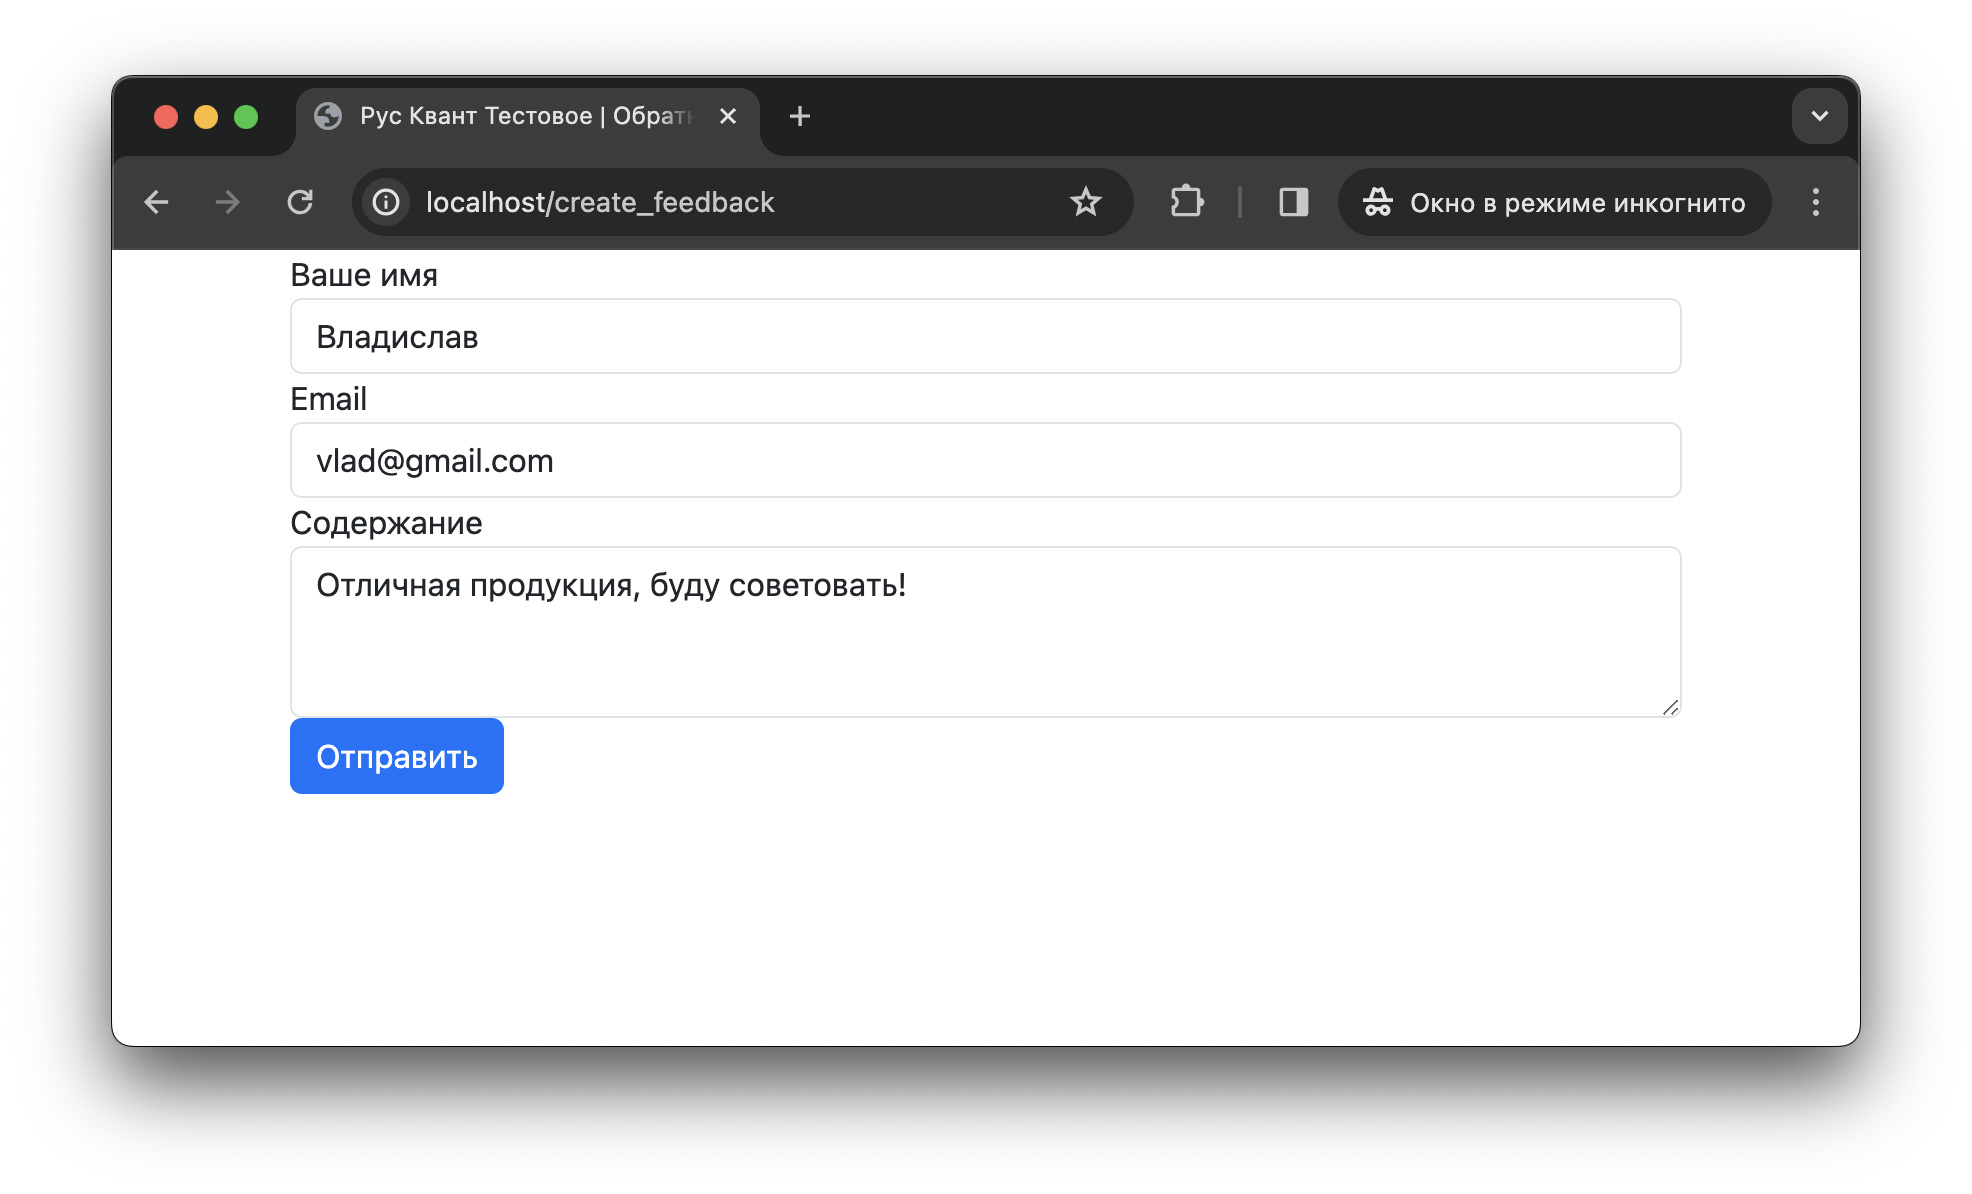 Рус Квант Тестовое | Обрат
localhost/create_feedback
Окно в режиме инкогнито
Ваше имя
Владислав
Email
vlad@gmail.com
Содержание
Отличная продукция, буду советовать!
Отправить